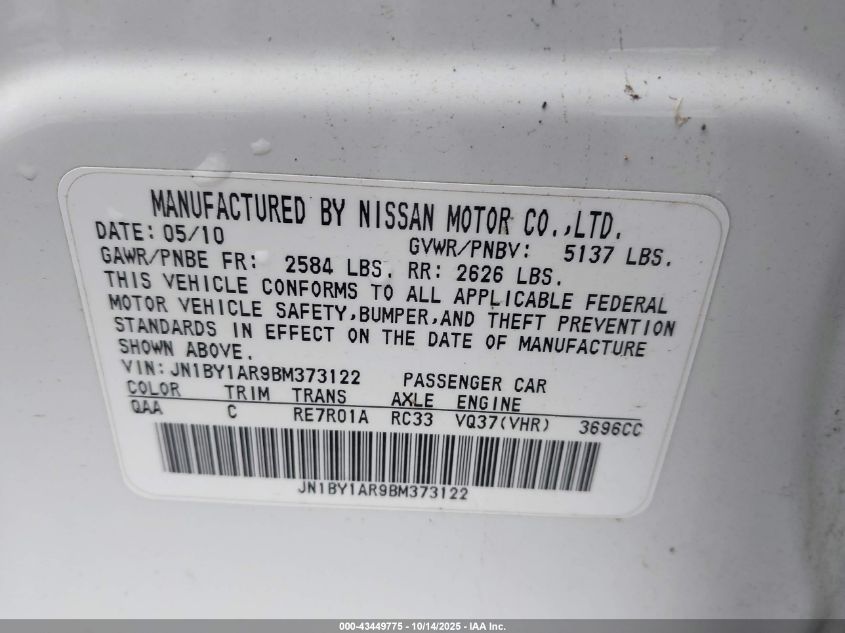 MANUFACTURED BY NISSAN MOTOR CO.,LTD.
DATE: 05/10 GVWR/PNBV: 5137 LBS.
GAWR/PNBE FR: 2584 LBS. RR: 2626 LBS.
THIS VEHICLE CONFORMS TO ALL APPLICABLE FEDERAL
MOTOR VEHICLE SAFETY,BUMPER,AND THEFT PREVENTION
STANDARDS IN EFFECT ON THE DATE OF MANUFACTURE
SHOWN ABOVE.
VIN: JN1BY1AR9BM373122 PASSENGER CAR
COLOR TRIM TRANS AXLE ENGINE
QAA C RE7R01A RC33 VQ37(VHR) 3696CC
JN1BY1AR9BM373122
000-43449775 - 10/14/2025 - IAA Inc.